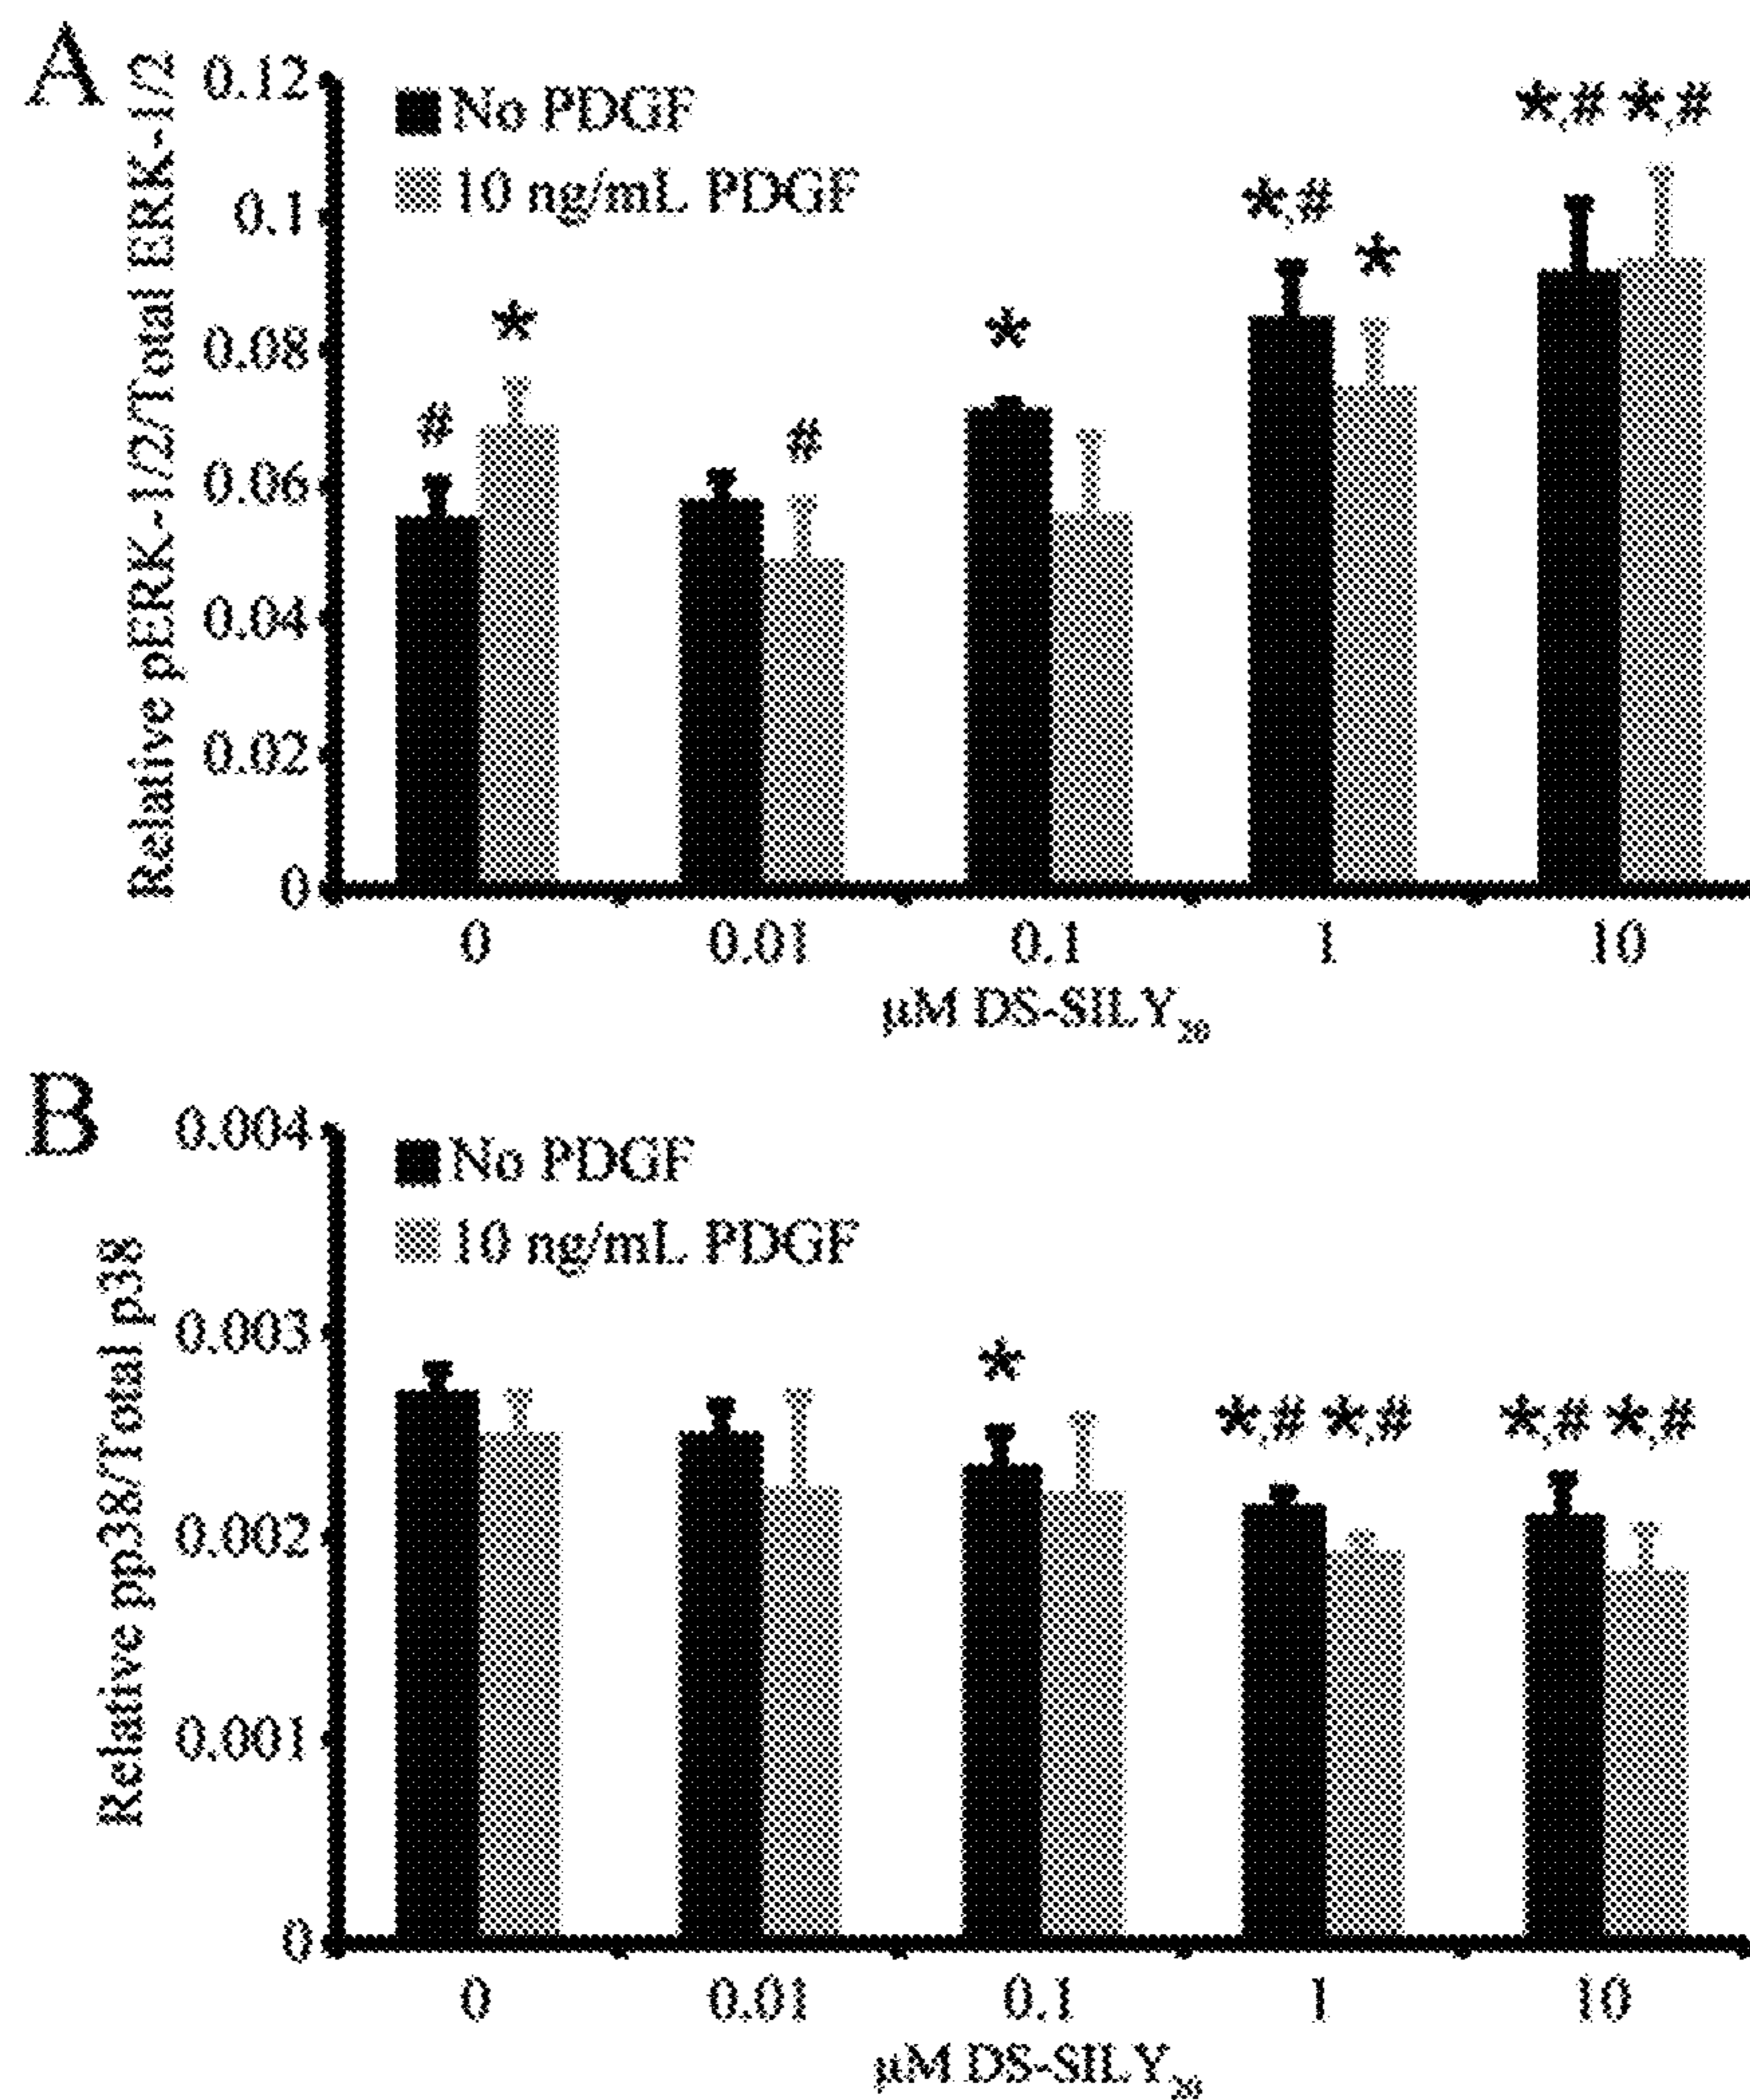 A
Relative pERK-1/2/Total ERK-1/2
0.12
0.1
0.08
0.06
0.04
0.02
0
No PDGF
10 ng/mL PDGF
#
*
#
*
*,#
*
*,# *,#
0 0.01 0.1 1 10
µM DS-SILY₂₀
B
Relative pp38/Total p38
0.004
0.003
0.002
0.001
0
No PDGF
10 ng/mL PDGF
*
*,# *,# *,# *,#
0 0.01 0.1 1 10
µM DS-SILY₂₀